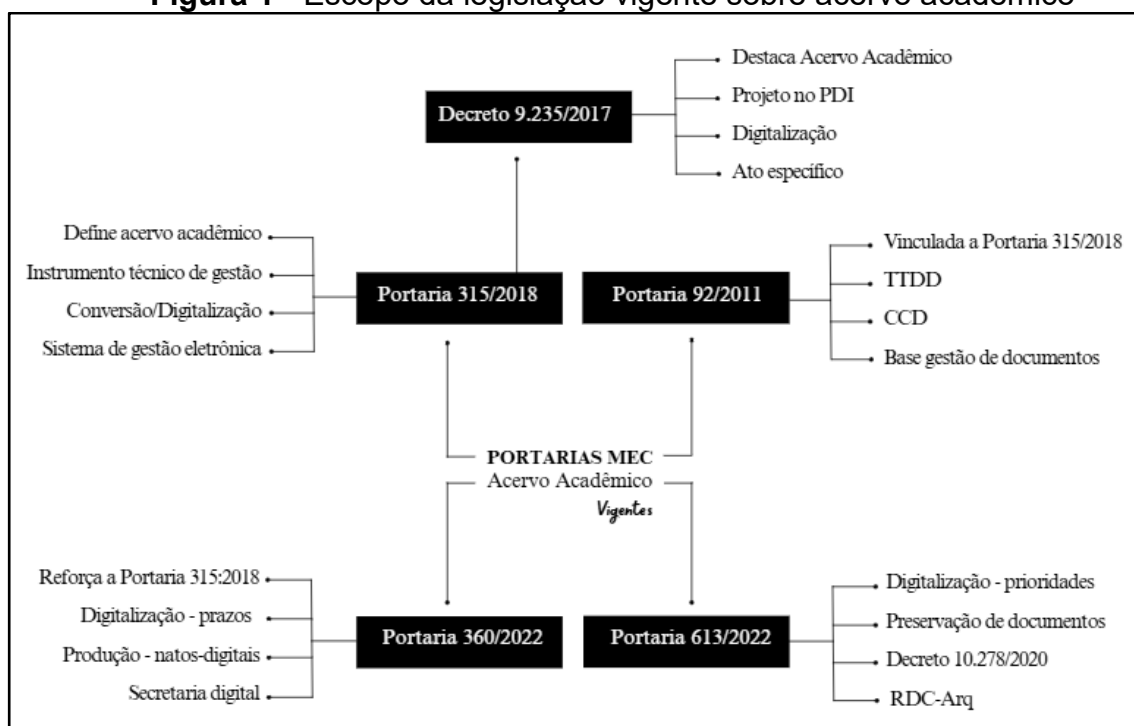 Figura 1 - Escopo da legislação vigente sobre acervo acadêmico
Decreto 9.235/2017
Destaca Acervo Acadêmico
Projeto no PDI
Digitalização
Ato específico
Define acervo acadêmico
Instrumento técnico de gestão
Conversão/Digitalização
Sistema de gestão eletrônica
Portaria 315/2018
Portaria 92/2011
Vinculada a Portaria 315/2018
TTDD
CCD
Base gestão de documentos
PORTARIAS MEC
Acervo Acadêmico
Vigentes
Reforça a Portaria 315:2018
Digitalização - prazos
Produção - natos-digitais
Secretaria digital
Portaria 360/2022
Portaria 613/2022
Digitalização - prioridades
Preservação de documentos
Decreto 10.278/2020
RDC-Arq